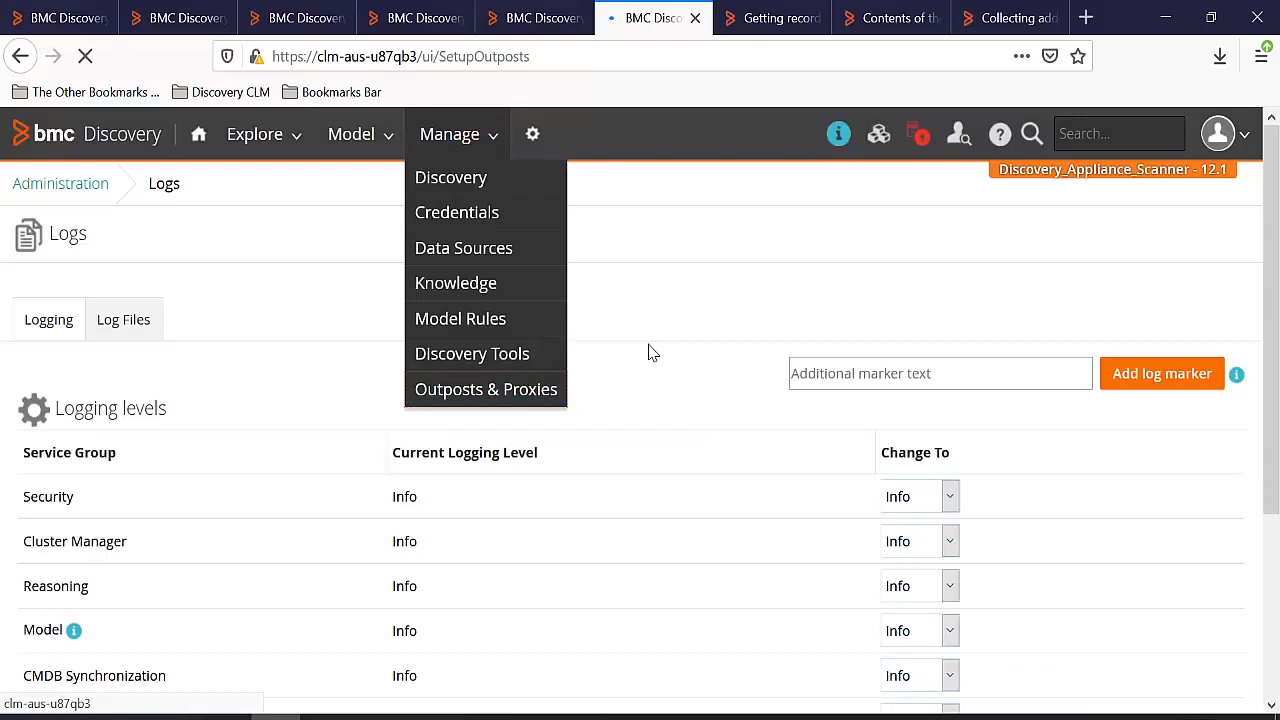 BMC Discovery
BMC Discover
BMC Discover
BMC Discover
BMC Discover
BMC Disco
Getting record
Contents of th
Collecting add
https://clm-aus-u87qb3/ui/SetupOutposts
The Other Bookmarks ...
Discovery CLM
Bookmarks Bar
bmc Discovery
Explore
Model
Manage
Search...
Discovery_Appliance_Scanner - 12.1
Administration
Logs
Discovery
Credentials
Data Sources
Knowledge
Model Rules
Discovery Tools
Outposts & Proxies
Logs
Logging
Log Files
Additional marker text
Add log marker
Logging levels
Service Group
Current Logging Level
Change To
Security
Info
Info
Cluster Manager
Info
Info
Reasoning
Info
Info
Model
Info
Info
CMDB Synchronization
Info
Info
clm-aus-u87qb3